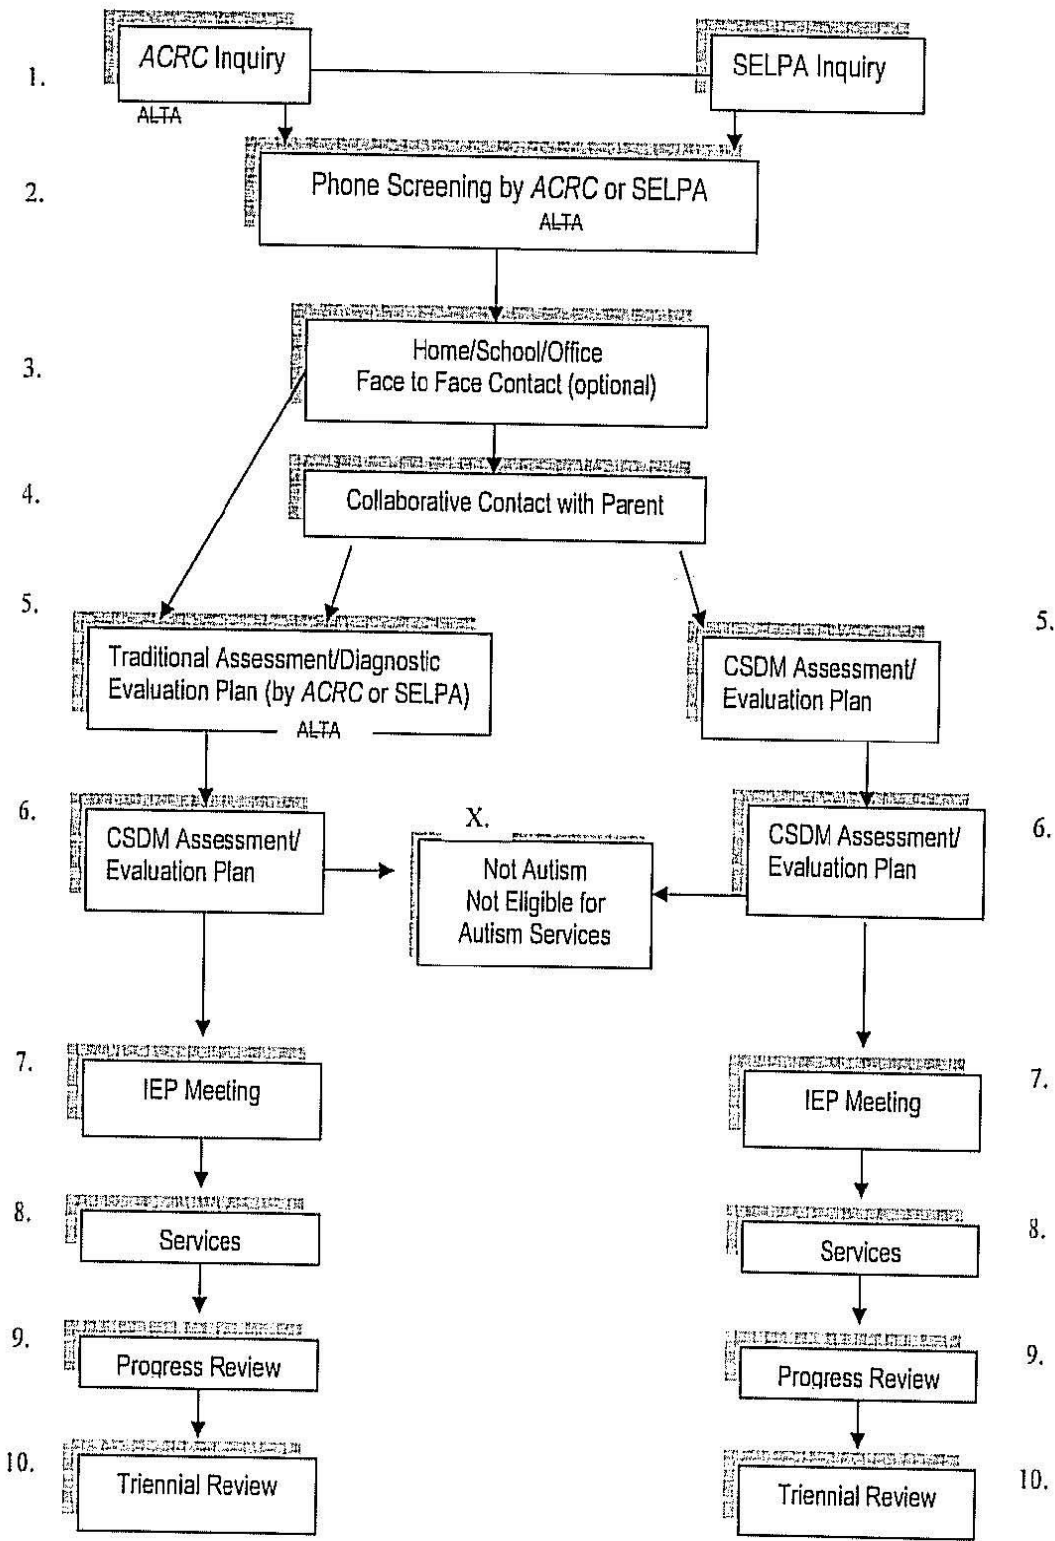 1.
ACRC Inquiry
SELPA Inquiry
ALTA
2.
Phone Screening by ACRC or SELPA
ALTA
3.
Home/School/Office
Face to Face Contact (optional)
4.
Collaborative Contact with Parent
5.
5.
Traditional Assessment/Diagnostic
Evaluation Plan (by ACRC or SELPA)
ALTA
CSDM Assessment/
Evaluation Plan
6.
CSDM Assessment/
Evaluation Plan
X.
Not Autism
Not Eligible for
Autism Services
6.
CSDM Assessment/
Evaluation Plan
7.
IEP Meeting
7.
IEP Meeting
8.
Services
8.
Services
9.
Progress Review
9.
Progress Review
10.
Triennial Review
10.
Triennial Review